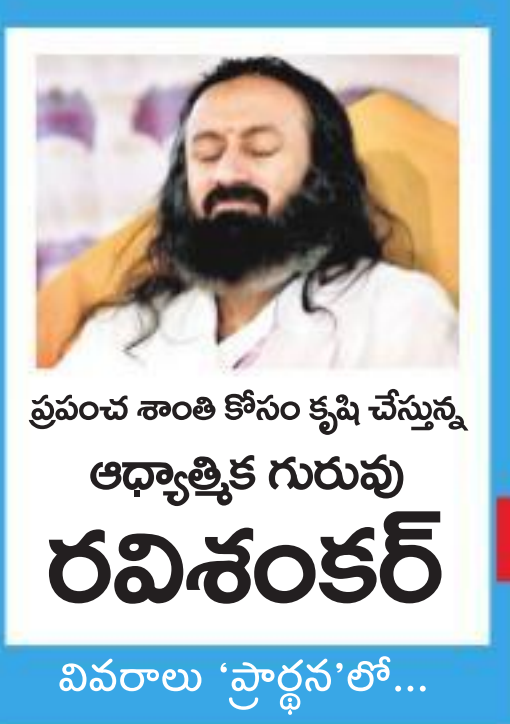 ప్రపంచ శాంతి కోసం కృషి చేస్తున్న
ఆధ్యాత్మిక గురువు
రవిశంకర్
వివరాలు ‘ప్రార్థన’లో...